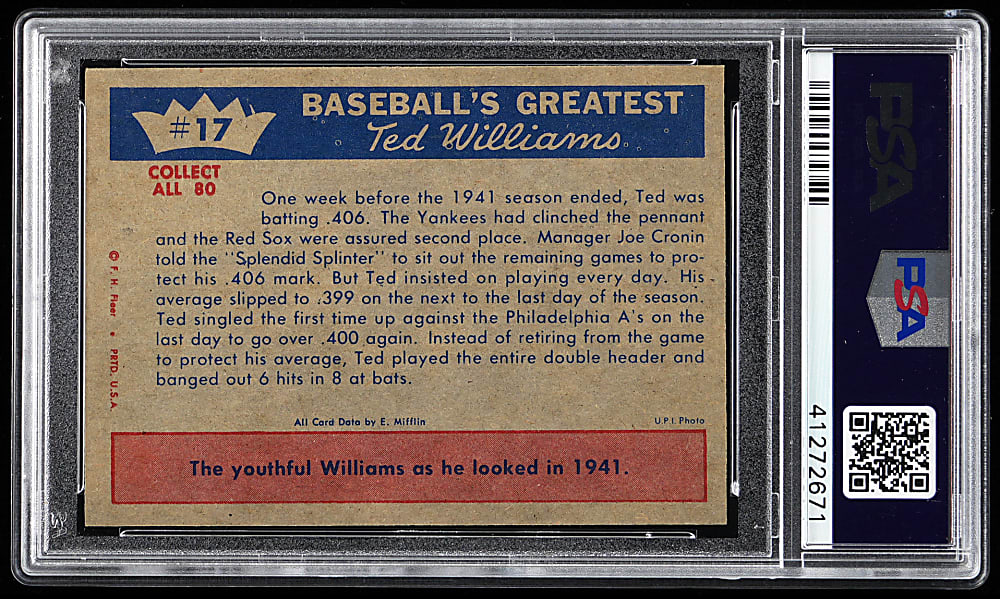 BASEBALL'S GREATEST
#17
Ted Williams
COLLECT
ALL 80
One week before the 1941 season ended, Ted was
batting .406. The Yankees had clinched the pennant
and the Red Sox were assured second place. Manager Joe Cronin
told the "Splendid Splinter" to sit out the remaining games to pro-
tect his .406 mark. But Ted insisted on playing every day. His
average slipped to .399 on the next to the last day of the season.
Ted singled the first time up against the Philadelphia A's on the
last day to go over .400 again. Instead of retiring from the game
to protect his average, Ted played the entire double header and
banged out 6 hits in 8 at bats.
© F. H. Fleer • PRTD. U.S.A.
All Card Data by E. Mifflin
U.P.I. Photo
The youthful Williams as he looked in 1941.
PSA
PSA
41272671